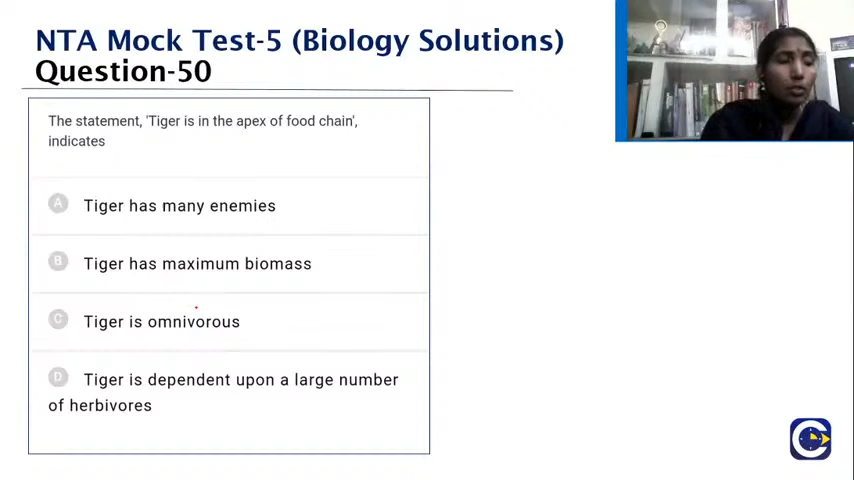 NTA Mock Test-5 (Biology Solutions)
Question-50
The statement, 'Tiger is in the apex of food chain',
indicates
A Tiger has many enemies
B Tiger has maximum biomass
C Tiger is omnivorous
D Tiger is dependent upon a large number
of herbivores